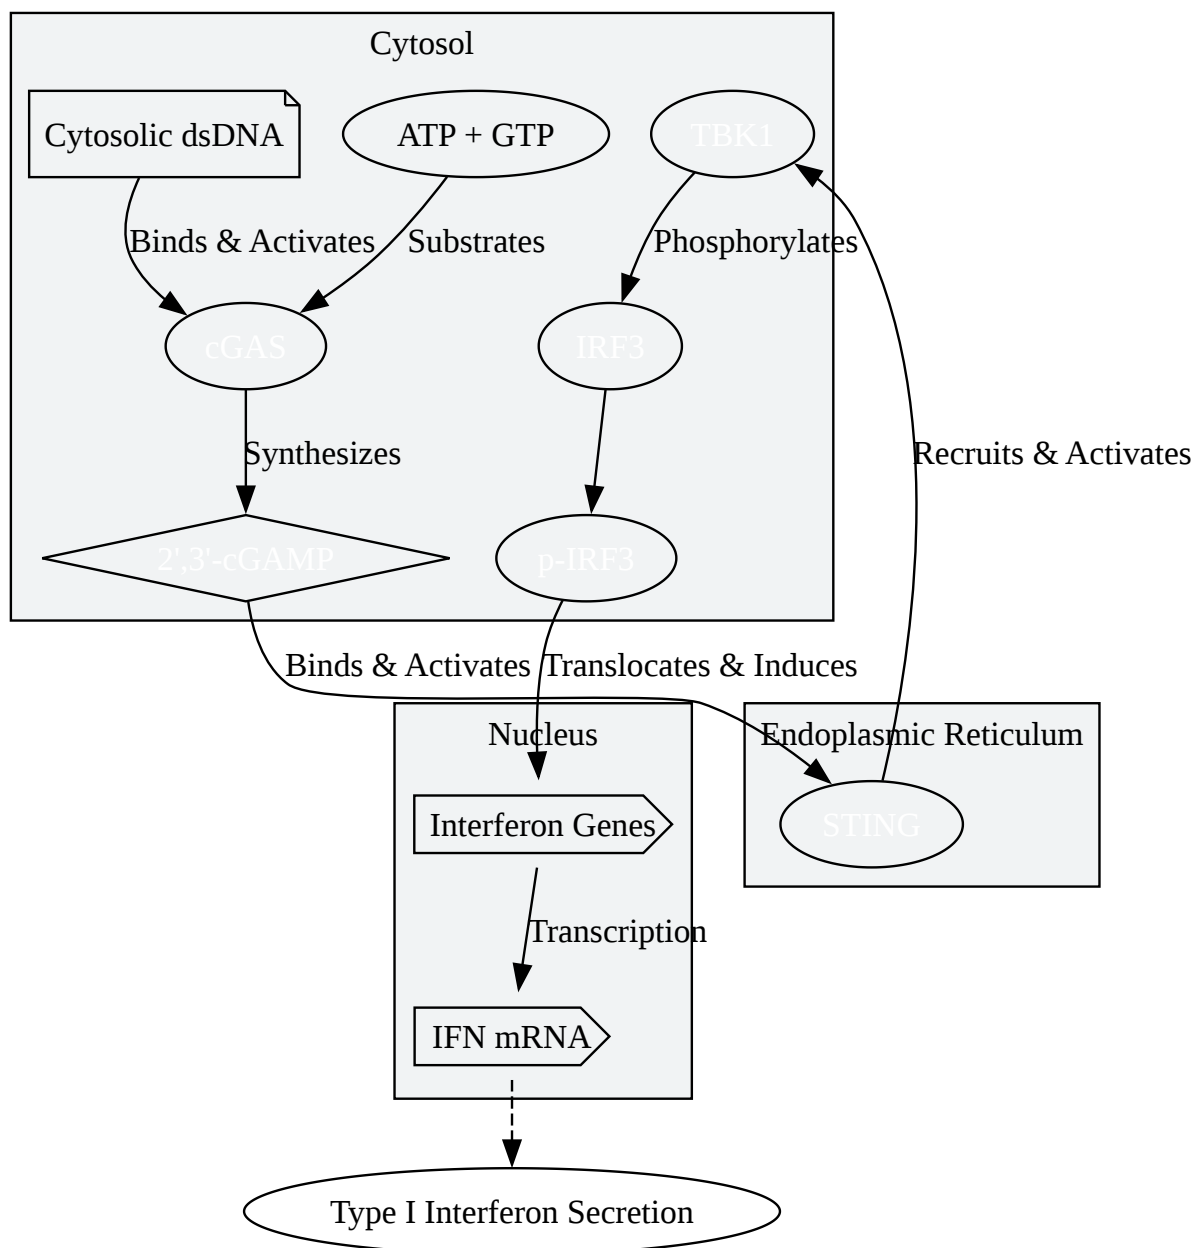 Cytosol
Cytosolic dsDNA
ATP + GTP
TBK1
Binds & Activates
Substrates
Phosphorylates
cGAS
IRF3
Synthesizes
Recruits & Activates
2',3'-cGAMP
p-IRF3
Binds & Activates
Translocates & Induces
Nucleus
Endoplasmic Reticulum
Interferon Genes
STING
Transcription
IFN mRNA
Type I Interferon Secretion